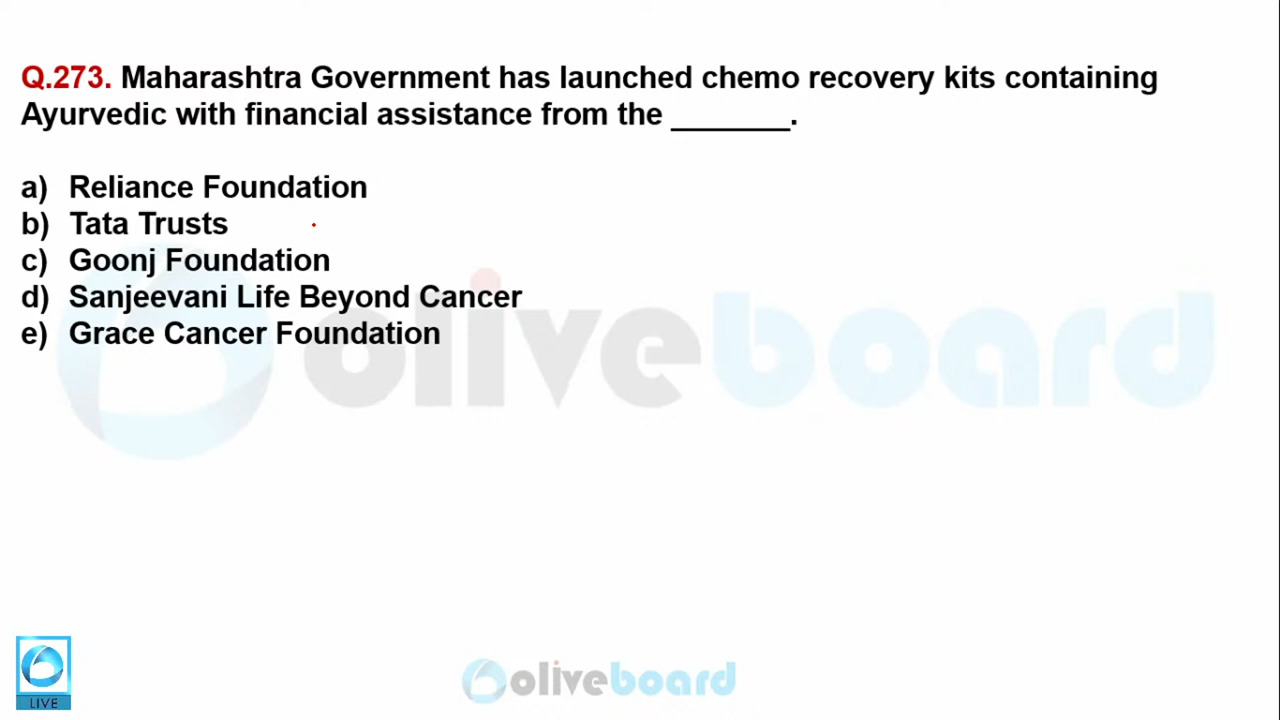 Q.273. Maharashtra Government has launched chemo recovery kits containing
Ayurvedic with financial assistance from the _______.
a) Reliance Foundation
b) Tata Trusts
c) Goonj Foundation
d) Sanjeevani Life Beyond Cancer
e) Grace Cancer Foundation
oliveboard
LIVE
oliveboard